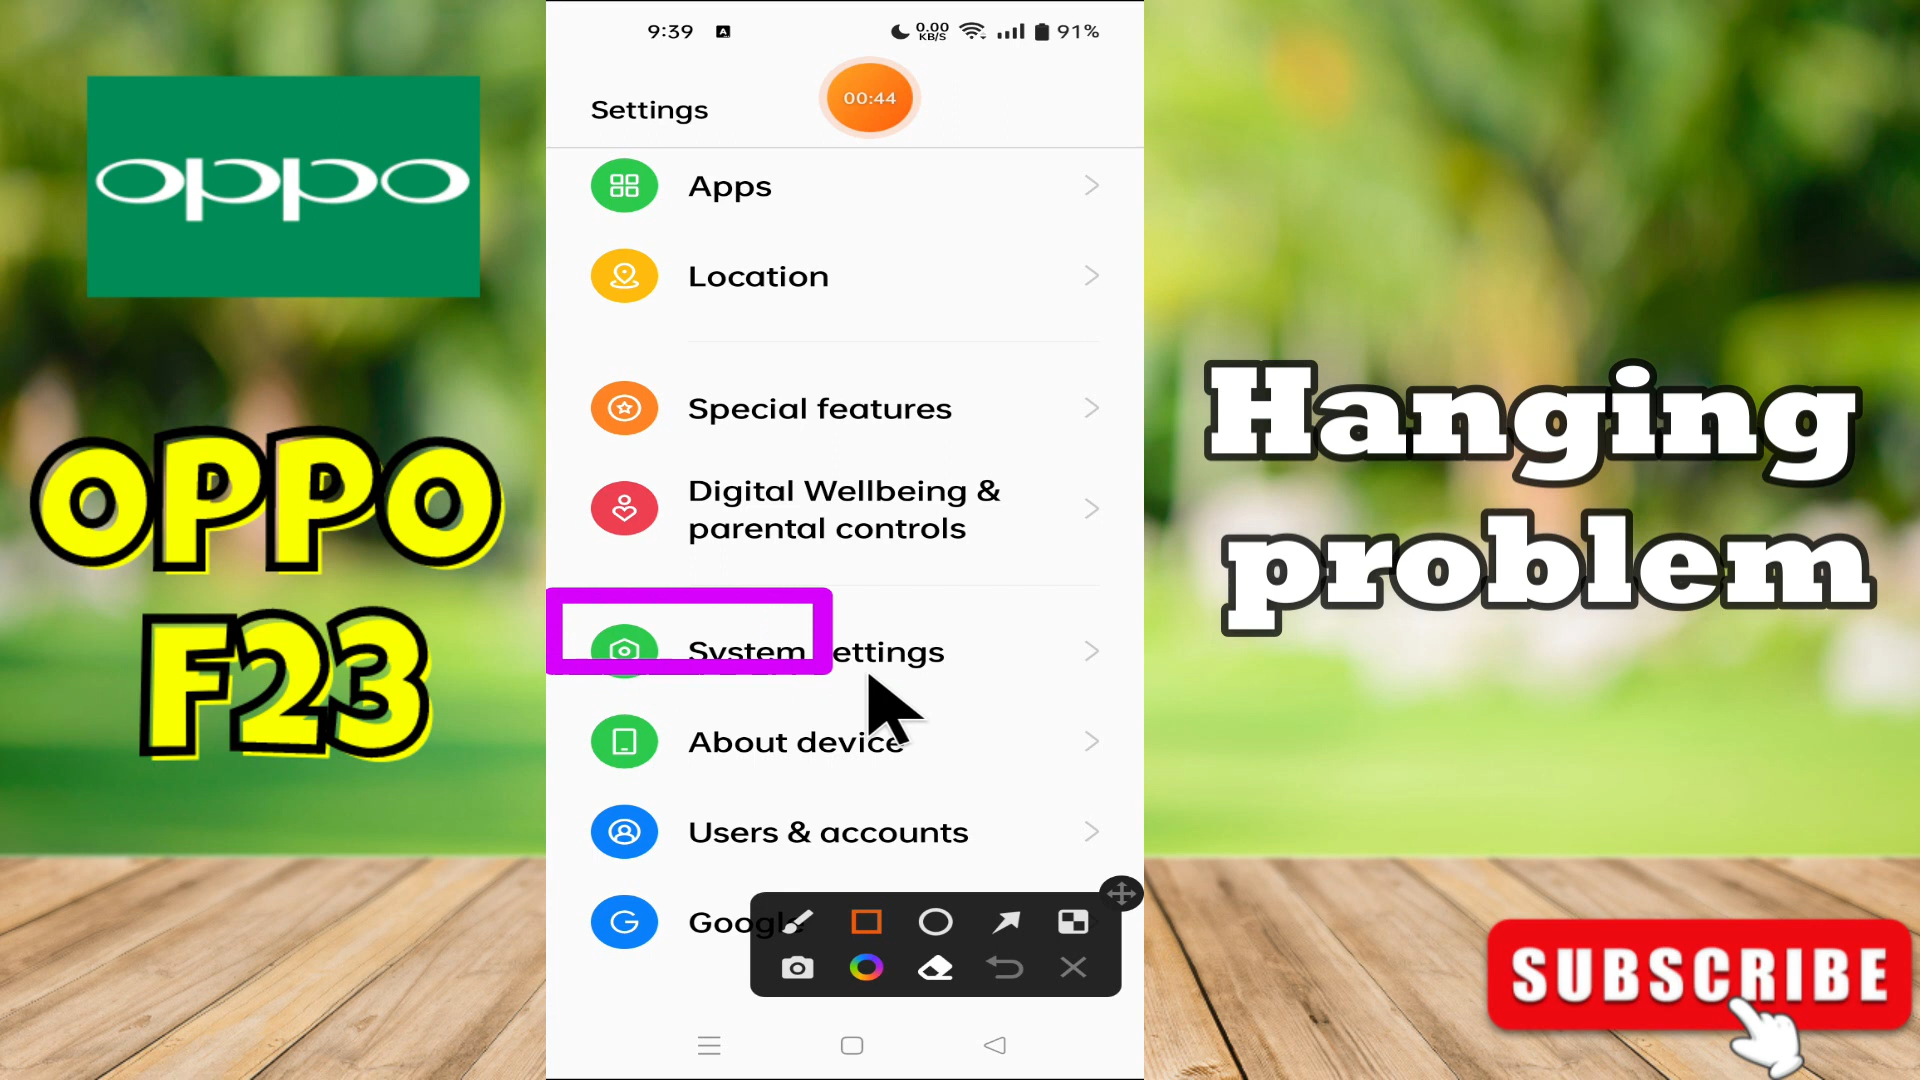 oppo
OPPO
F23
9:39
A
0.00
KB/S
91%
Settings
00:44
Apps
Location
Special features
Digital Wellbeing &
parental controls
System settings
About device
Users & accounts
G
Google
Hanging
problem
SUBSCRIBE